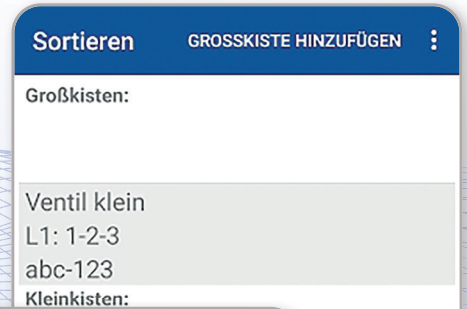 Sortieren GROSSKISTE HINZUFÜGEN
Großkisten:
Ventil klein
L1: 1-2-3
abc-123
Kleinkisten: